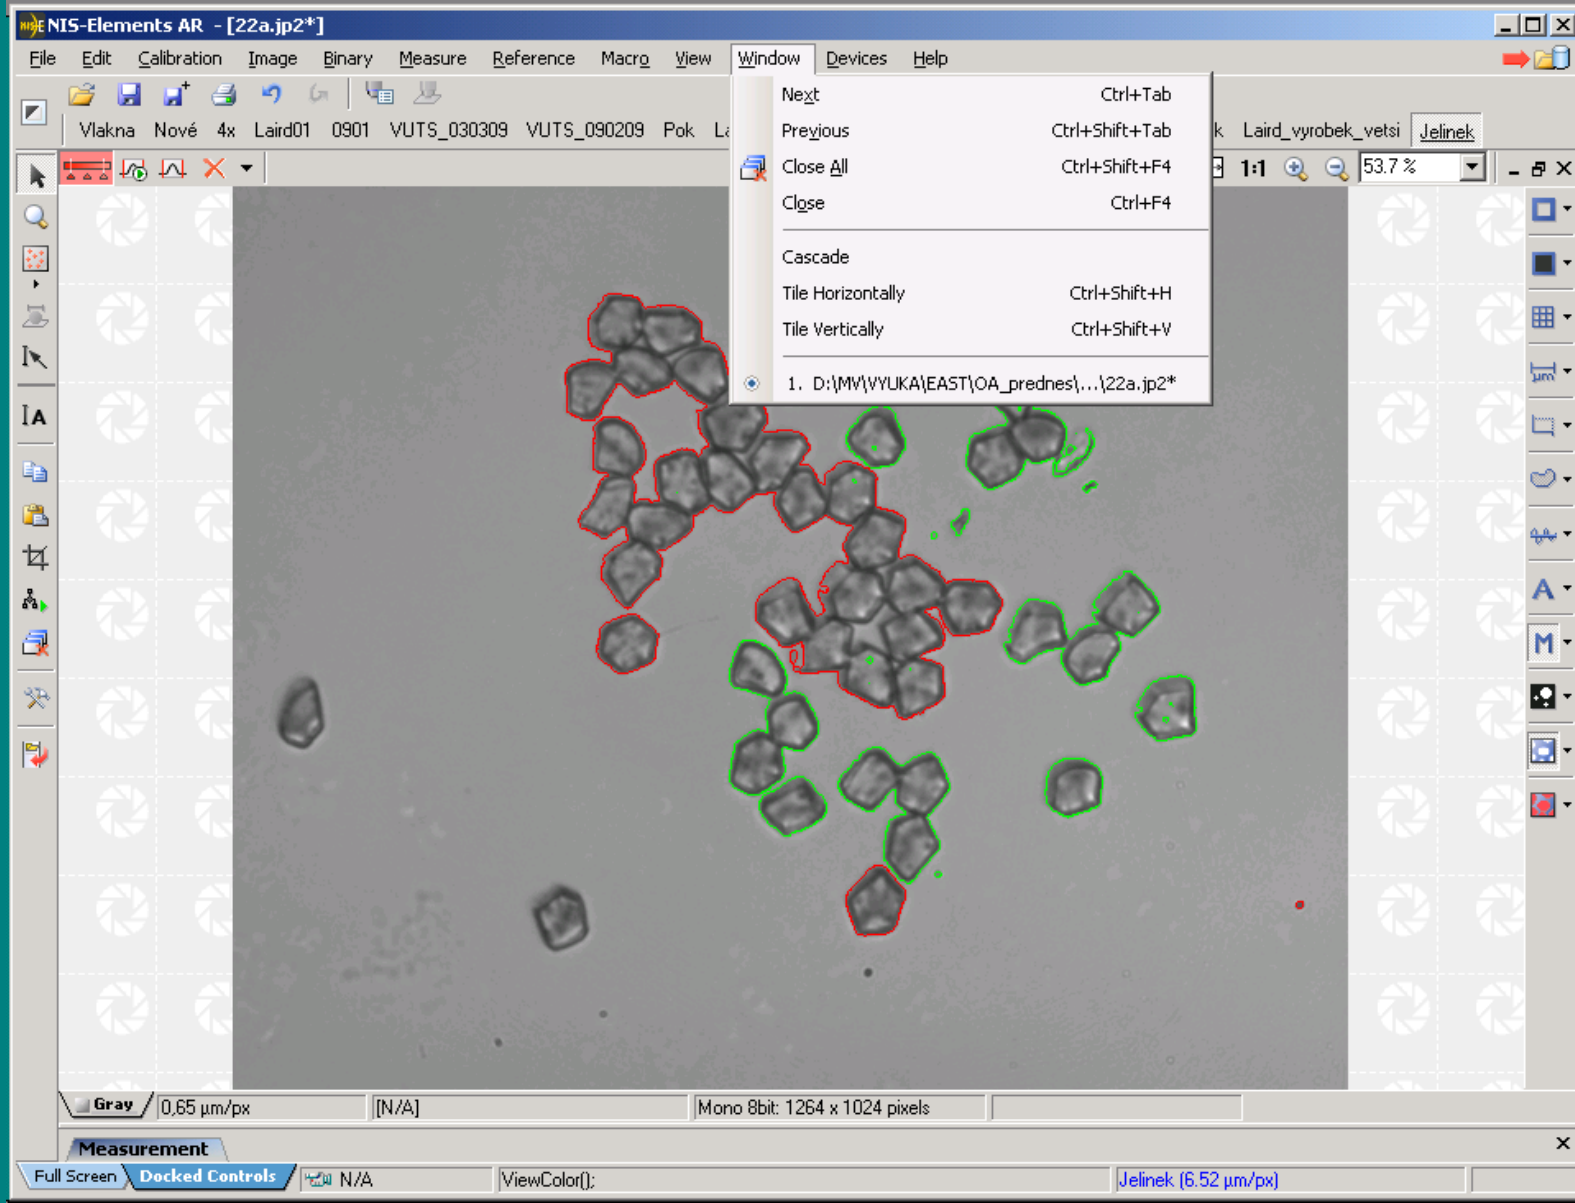 NIS-Elements AR - [22a.jp2*]
File Edit Calibration Image Binary Measure Reference Macro View Window Devices Help
Next Ctrl+Tab
Vlakna Nové 4x Laird01 0901 VUTS_030309 VUTS_090209 Pok Laird_vyrobek_vetsi Jelinek
Previous Ctrl+Shift+Tab
Close All Ctrl+Shift+F4
1:1 53.7 %
Close Ctrl+F4
Cascade
Tile Horizontally Ctrl+Shift+H
Tile Vertically Ctrl+Shift+V
1. D:\MV\VYUKA\EAST\OA_prednes\...\22a.jp2*
µm
A
A
M
Gray 0,65 µm/px [N/A] Mono 8bit: 1264 x 1024 pixels
Measurement
Full Screen Docked Controls N/A ViewColor(); Jelinek (6.52 µm/px)